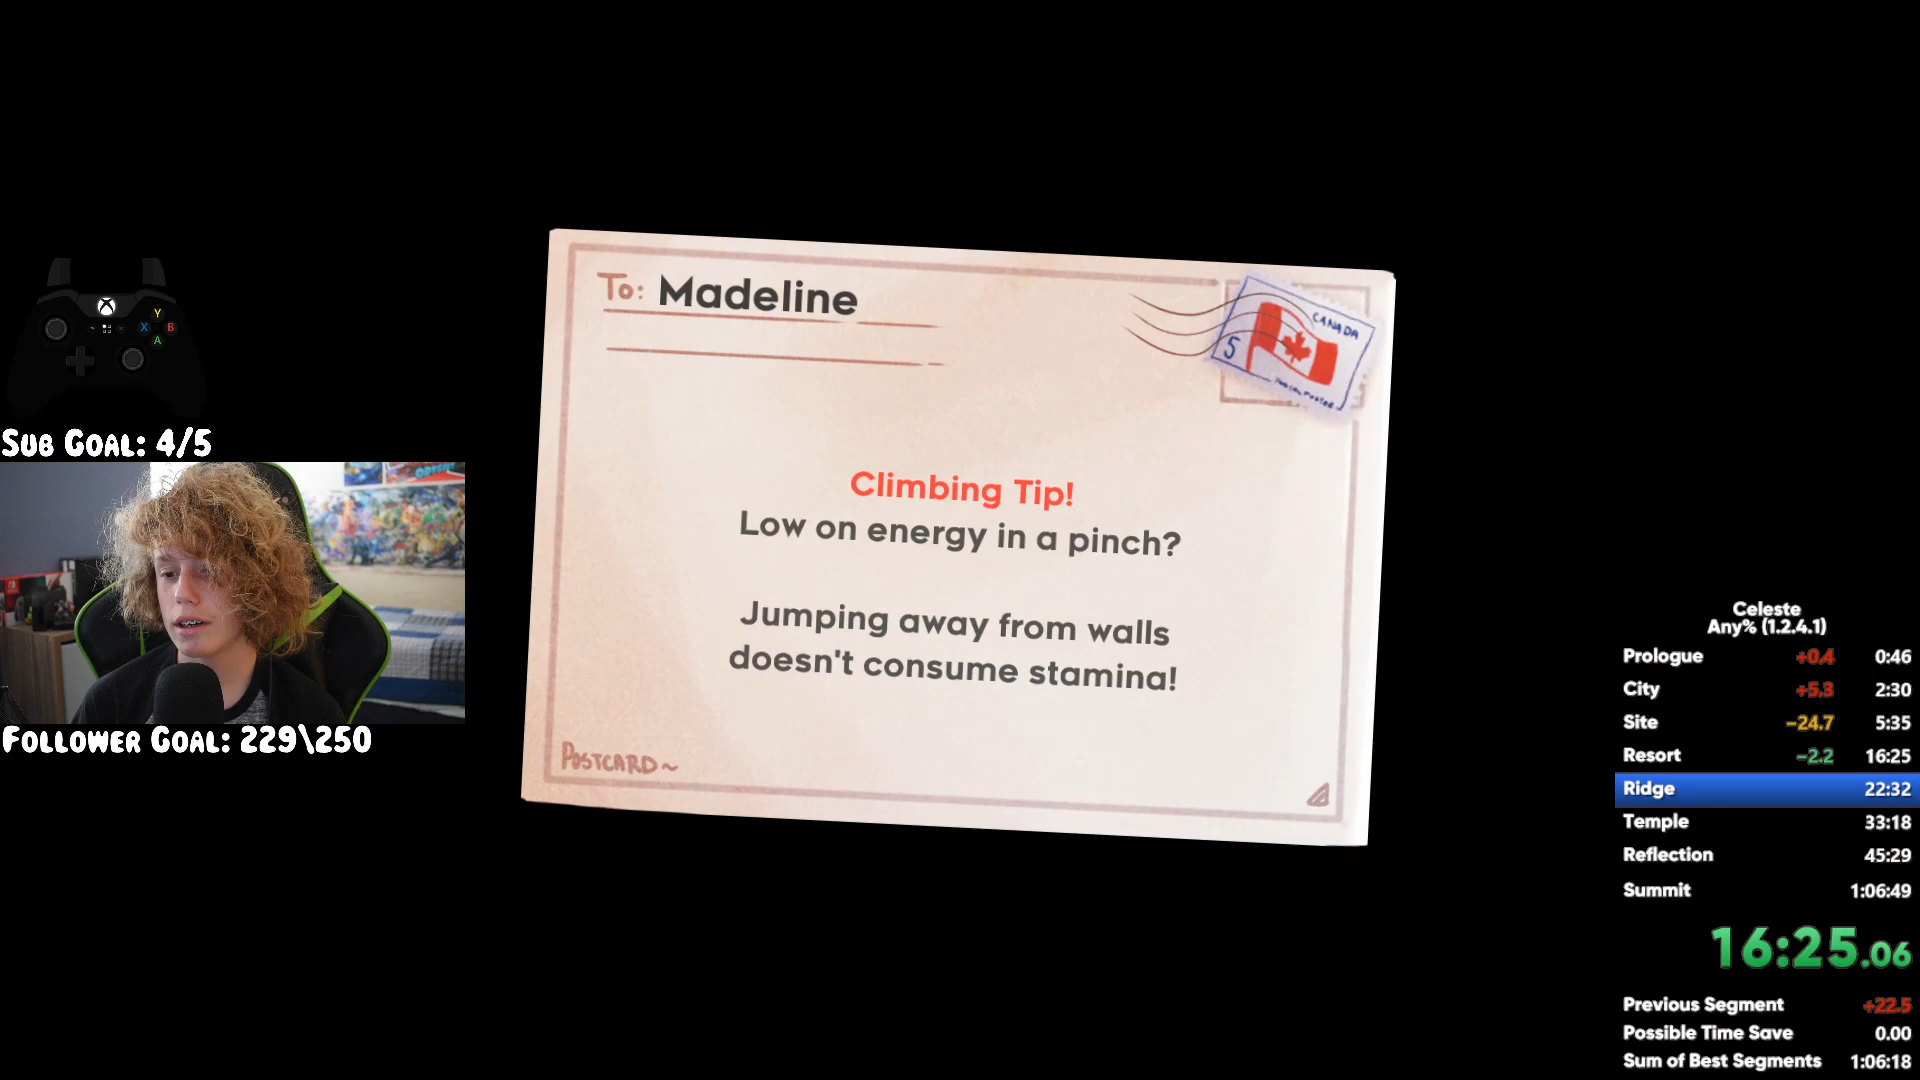 To: Madeline
CANADA
5
Climbing Tip!
Low on energy in a pinch?
Jumping away from walls
doesn't consume stamina!
POSTCARD~
Y
X B
A
SUB GOAL: 4/5
FOLLOWER GOAL: 229\250
Celeste
Any% (1.2.4.1)
Prologue +0.4 0:46
City +5.3 2:30
Site −24.7 5:35
Resort −2.2 16:25
Ridge 22:32
Temple 33:18
Reflection 45:29
Summit 1:06:49
16:25.06
Previous Segment +22.5
Possible Time Save 0.00
Sum of Best Segments 1:06:18